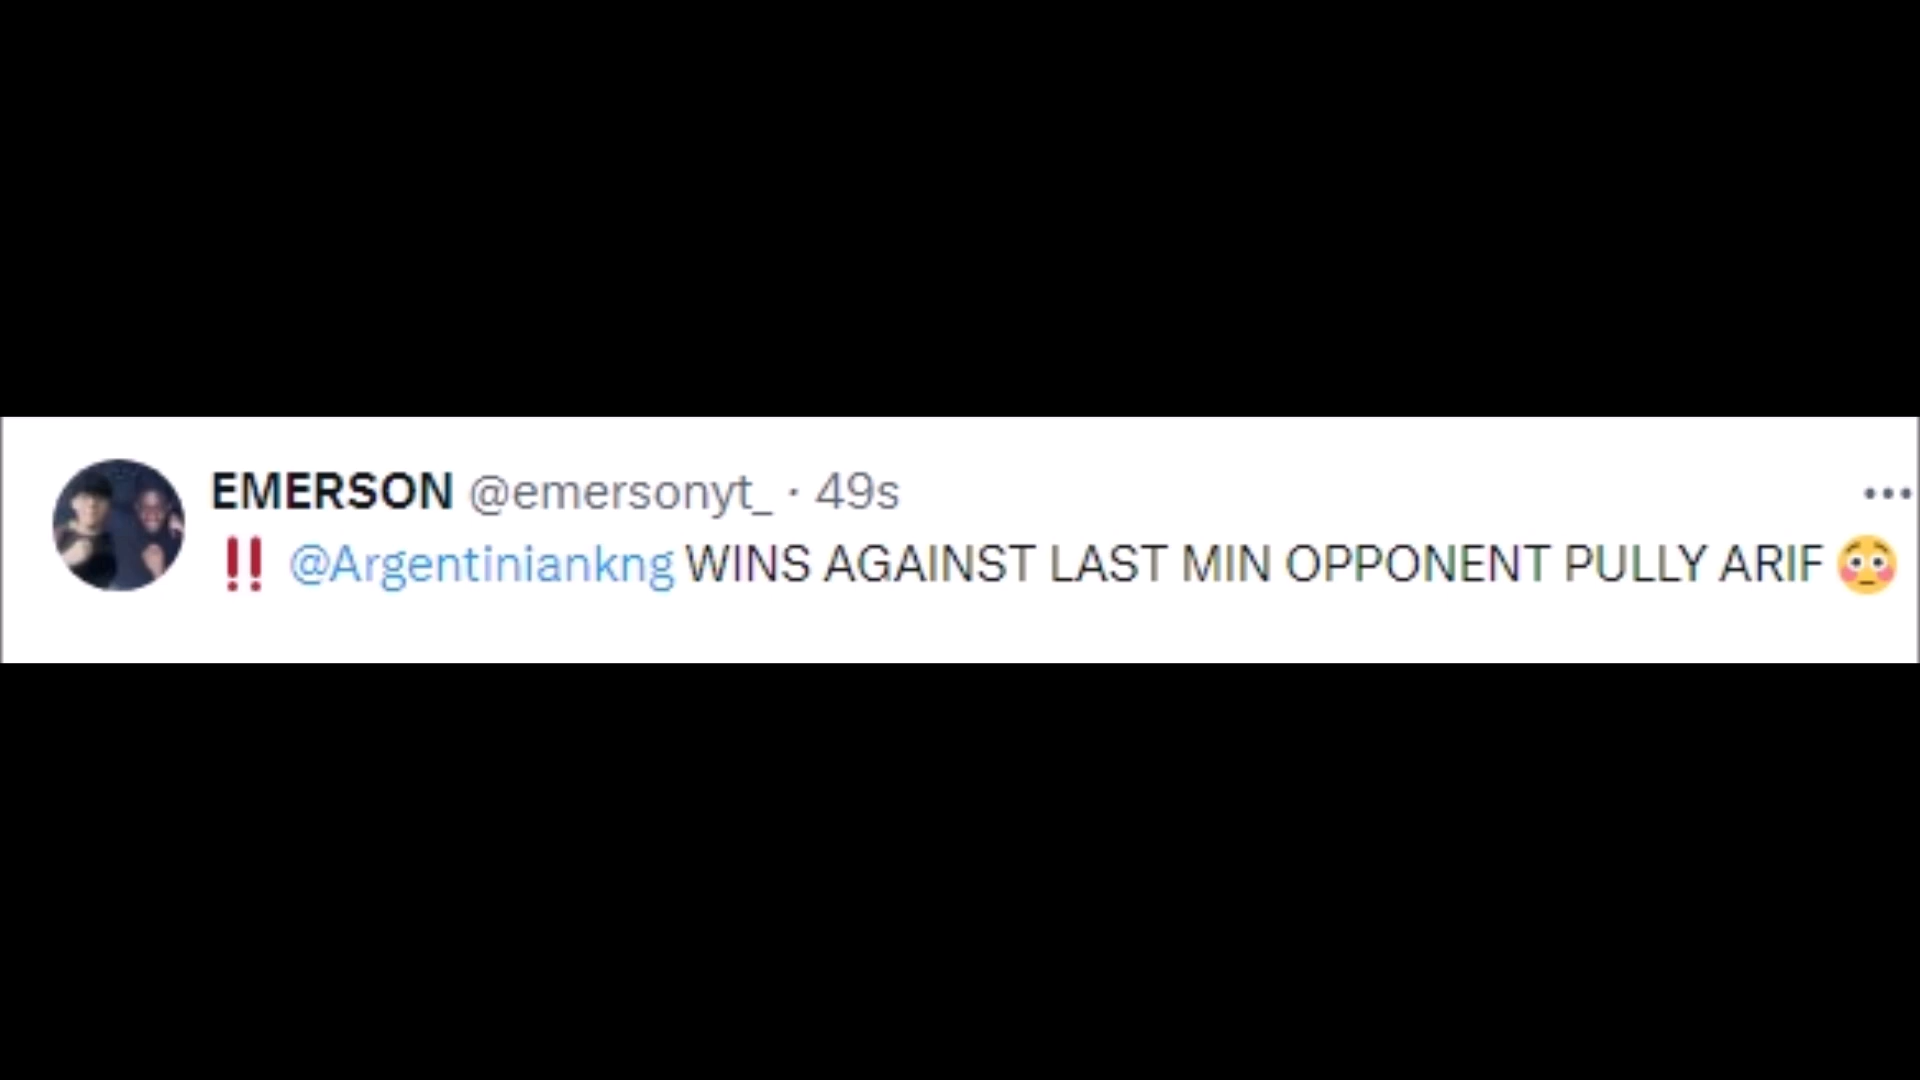 EMERSON @emersonyt_ · 49s
‼️ @Argentiniankng WINS AGAINST LAST MIN OPPONENT PULLY ARIF 😳